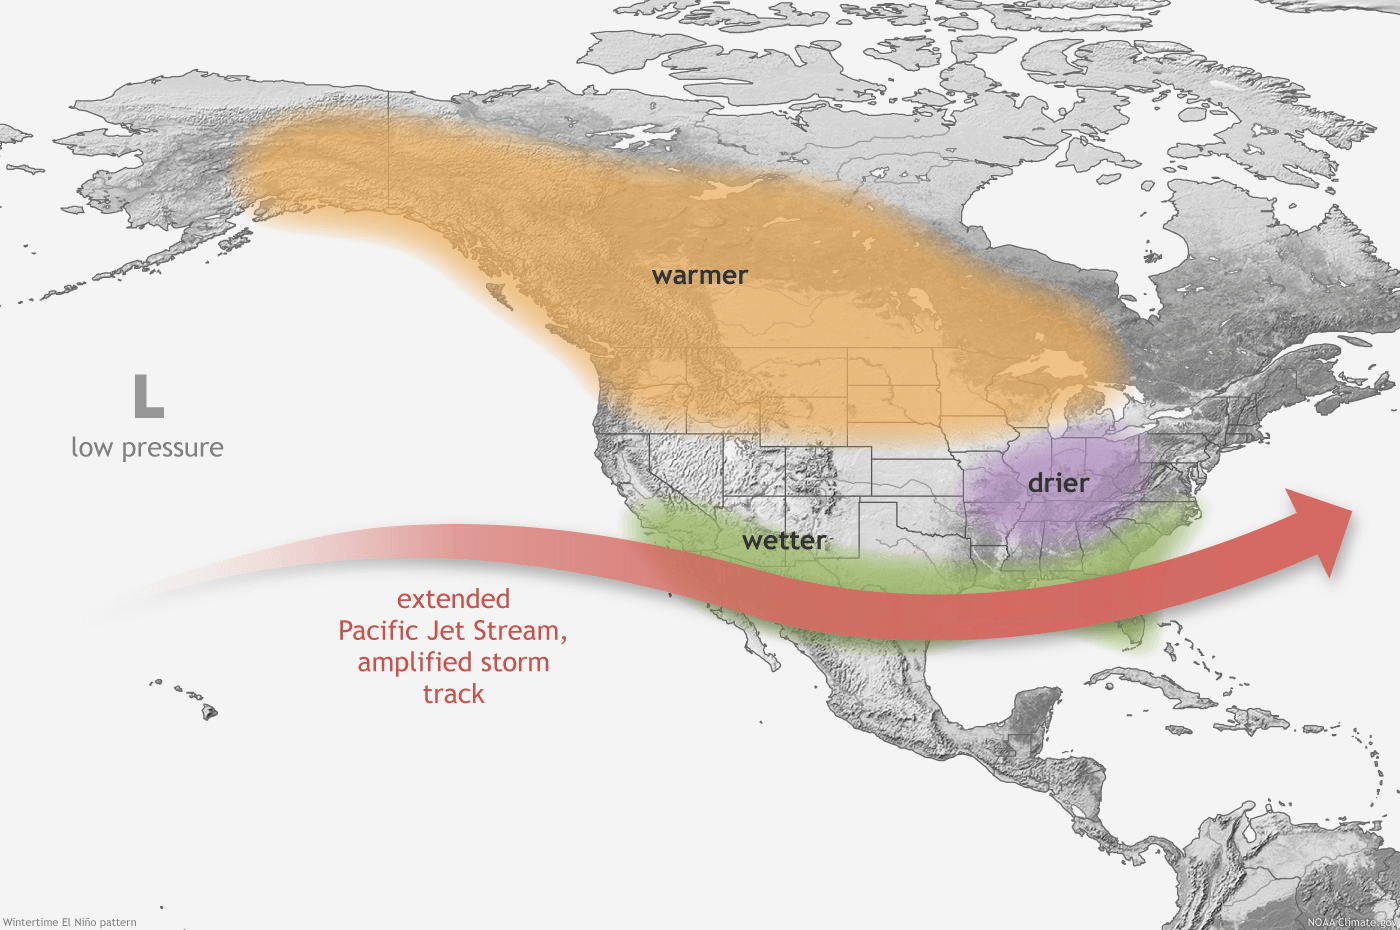 warmer
L
low pressure
drier
wetter
extended
Pacific Jet Stream,
amplified storm
track
Wintertime El Niño pattern
NOAA Climate.gov